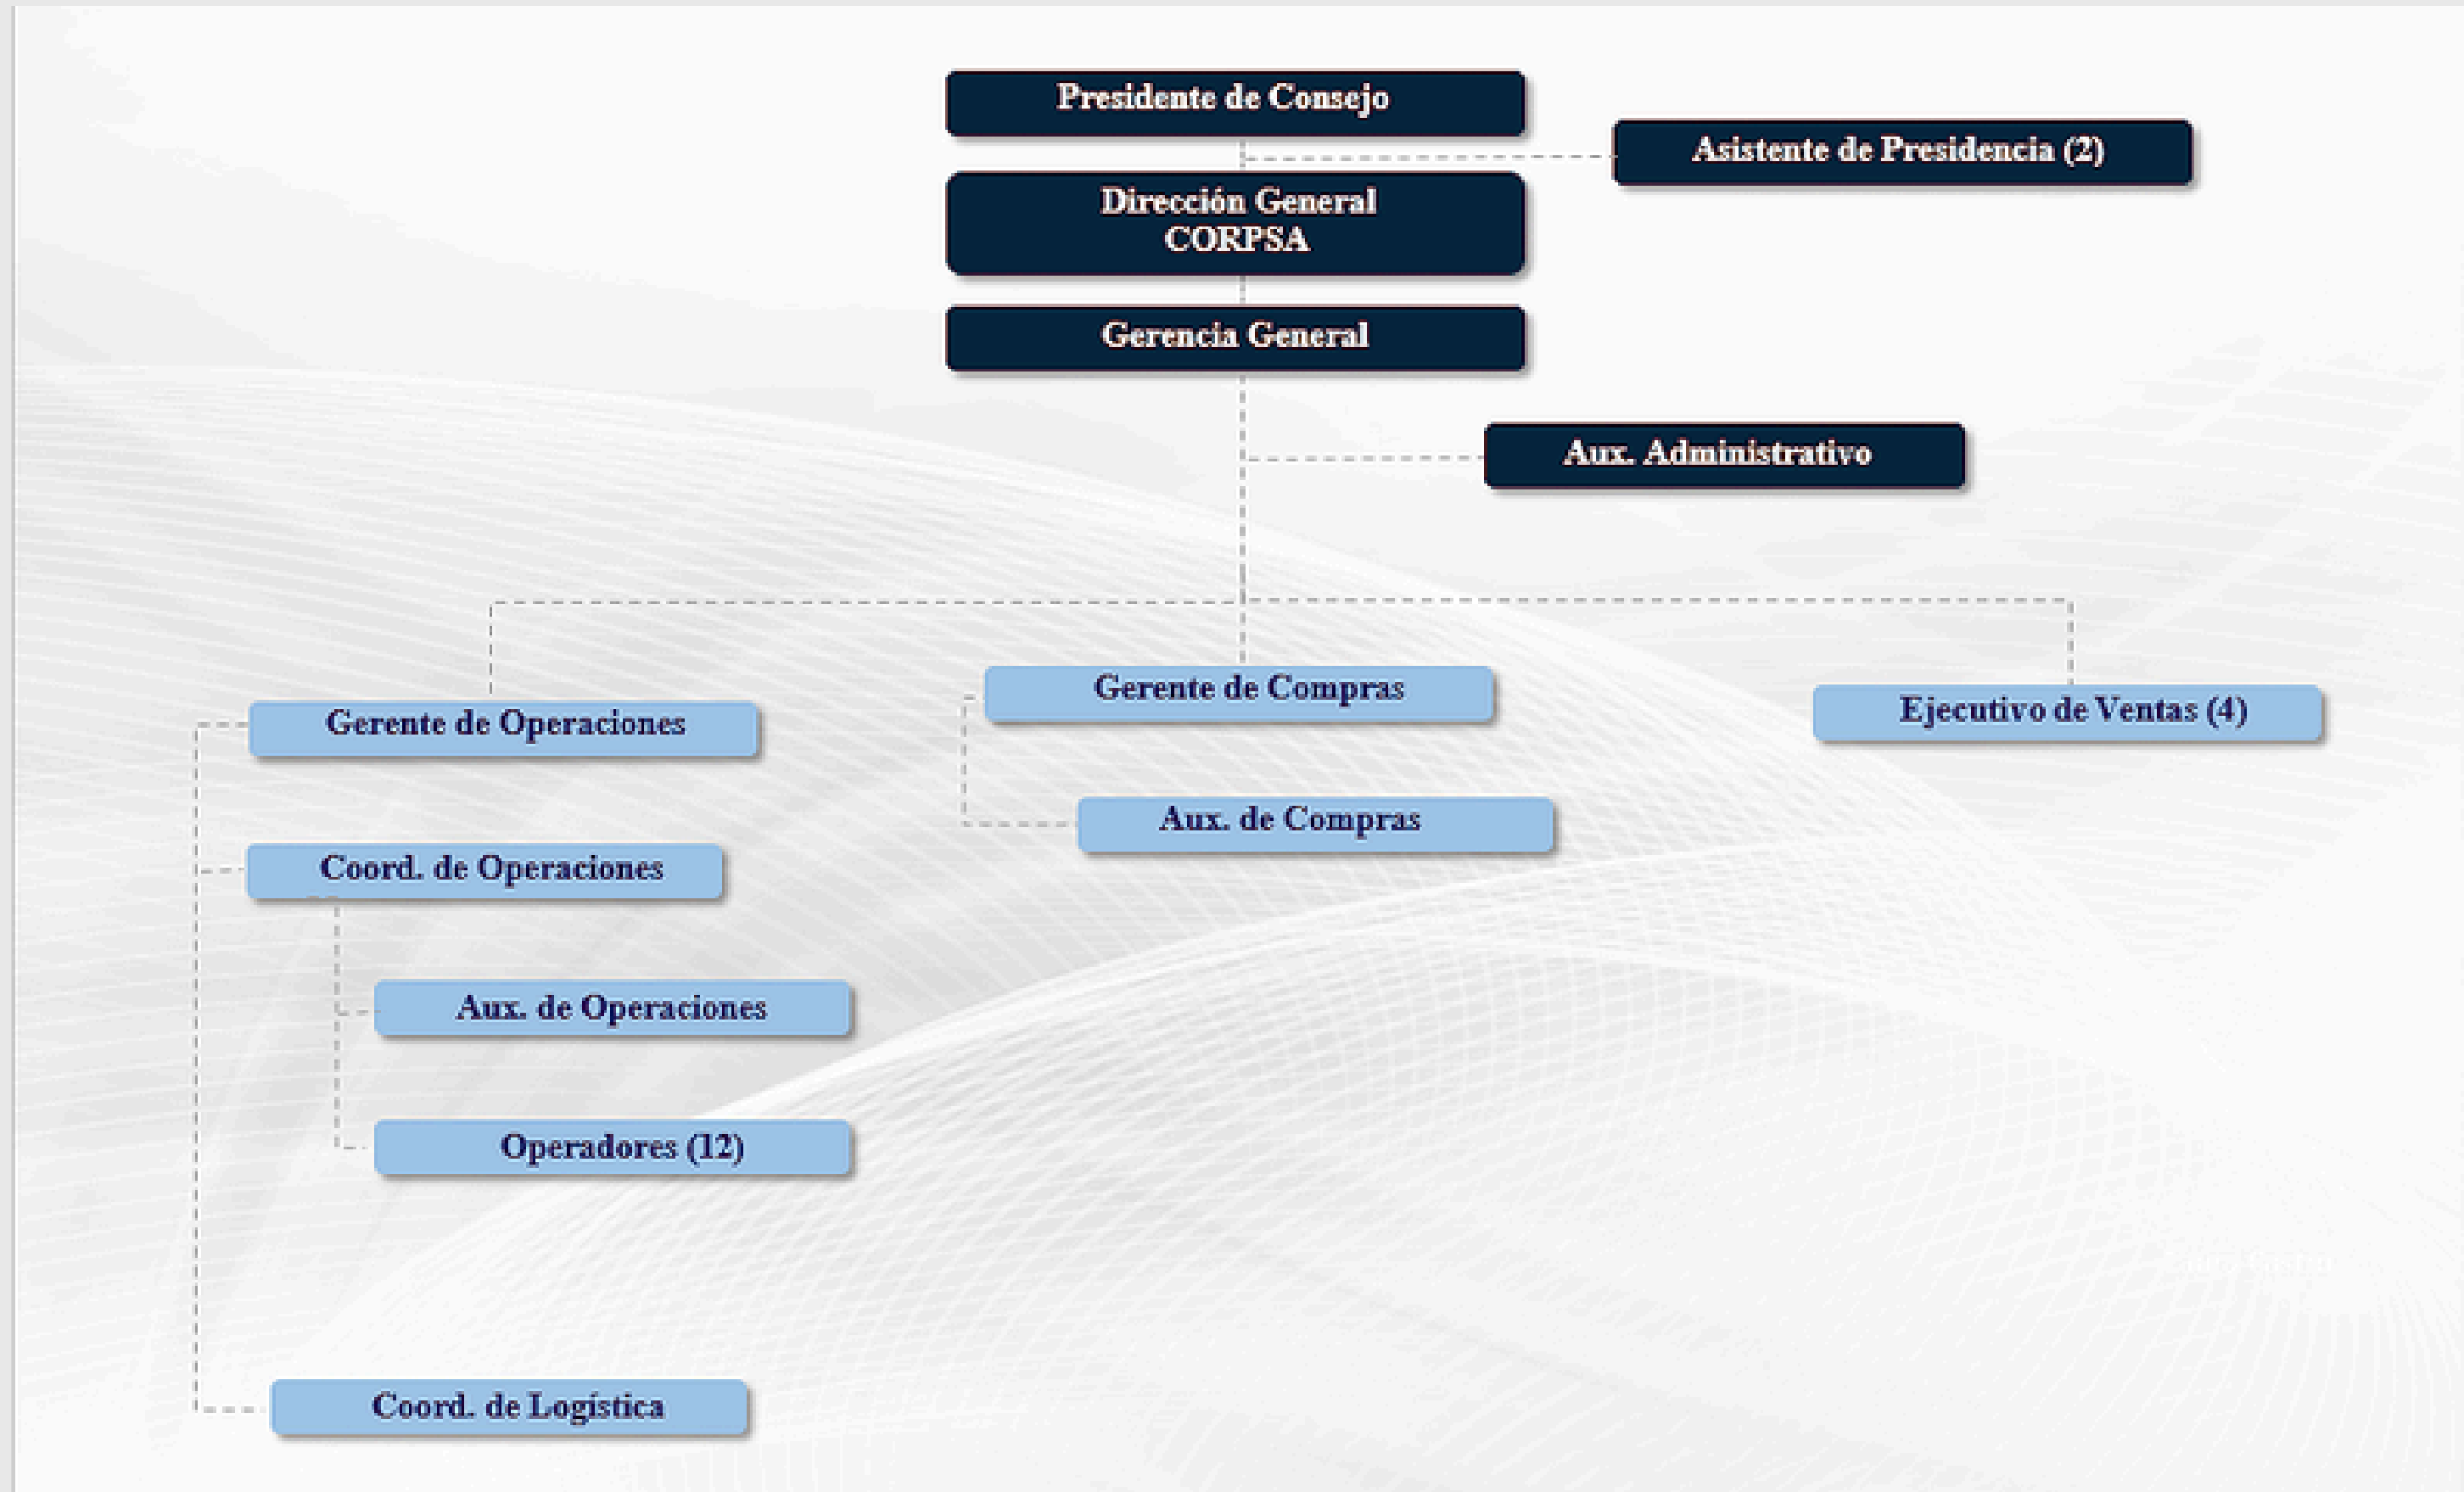 Presidente de Consejo
Asistente de Presidencia (2)
Dirección General
CORPSA
Gerencia General
Aux. Administrativo
Gerente de Operaciones
Gerente de Compras
Ejecutivo de Ventas (4)
Aux. de Compras
Coord. de Operaciones
Aux. de Operaciones
Operadores (12)
Coord. de Logística